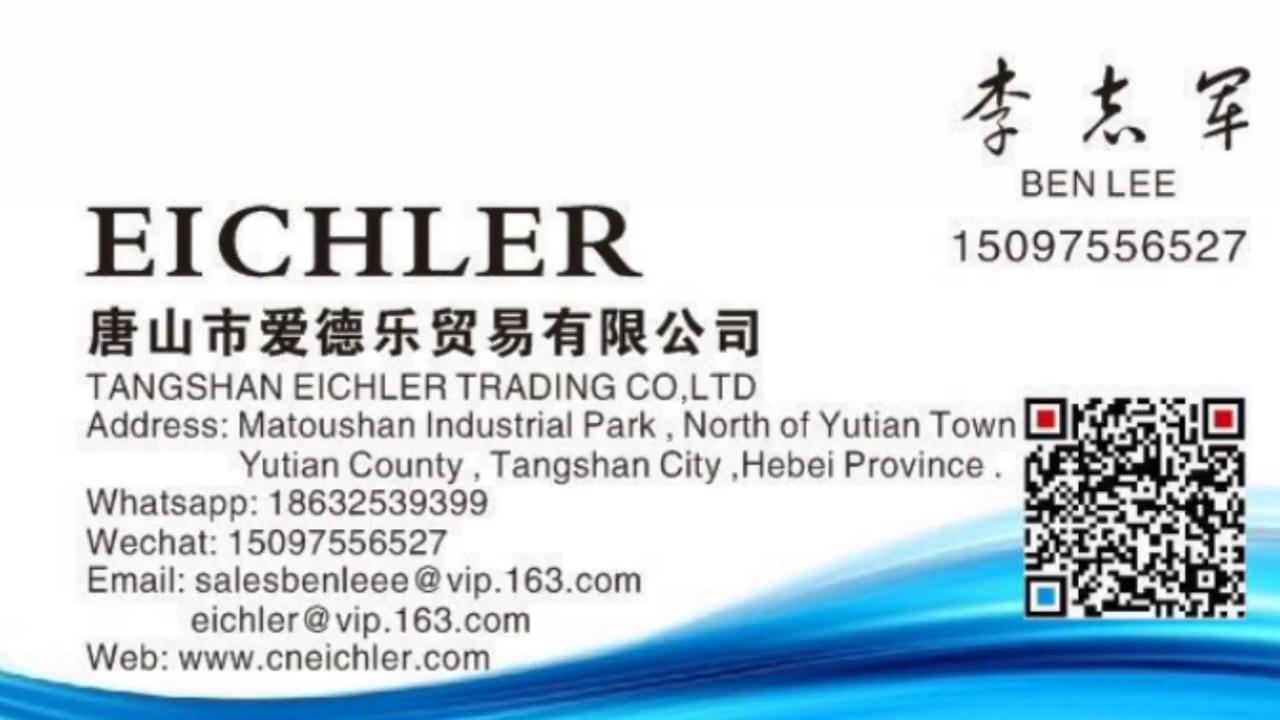 李志军
BEN LEE
15097556527
EICHLER
唐山市爱德乐贸易有限公司
TANGSHAN EICHLER TRADING CO,LTD
Address: Matoushan Industrial Park , North of Yutian Town
Yutian County , Tangshan City ,Hebei Province .
Whatsapp: 18632539399
Wechat: 15097556527
Email: salesbenleee@vip.163.com
eichler@vip.163.com
Web: www.cneichler.com